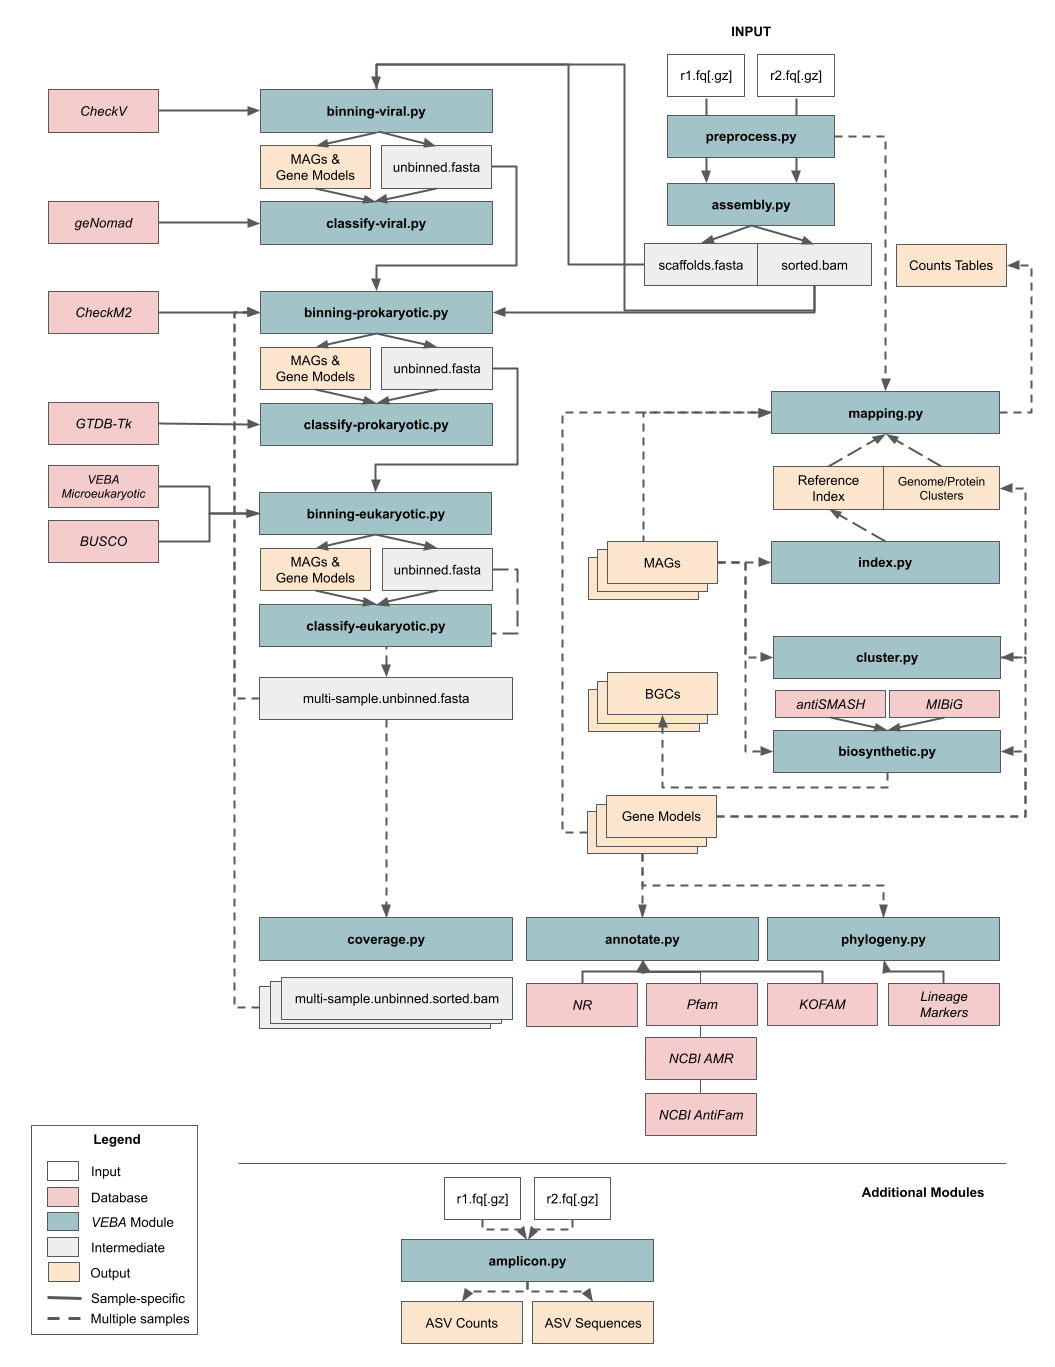 INPUT
r1.fq[.gz]
r2.fq[.gz]
preprocess.py
assembly.py
scaffolds.fasta
sorted.bam
CheckV
binning-viral.py
MAGs &
Gene Models
unbinned.fasta
geNomad
classify-viral.py
CheckM2
binning-prokaryotic.py
MAGs &
Gene Models
unbinned.fasta
GTDB-Tk
classify-prokaryotic.py
VEBA
Microeukaryotic
BUSCO
binning-eukaryotic.py
MAGs &
Gene Models
unbinned.fasta
classify-eukaryotic.py
multi-sample.unbinned.fasta
coverage.py
multi-sample.unbinned.sorted.bam
Counts Tables
mapping.py
Reference
Index
Genome/Protein
Clusters
MAGs
index.py
cluster.py
BGCs
antiSMASH
MIBiG
biosynthetic.py
Gene Models
annotate.py
phylogeny.py
NR
Pfam
KOFAM
Lineage
Markers
NCBI AMR
NCBI AntiFam
Legend
Input
Database
VEBA Module
Intermediate
Output
Sample-specific
Multiple samples
Additional Modules
r1.fq[.gz]
r2.fq[.gz]
amplicon.py
ASV Counts
ASV Sequences